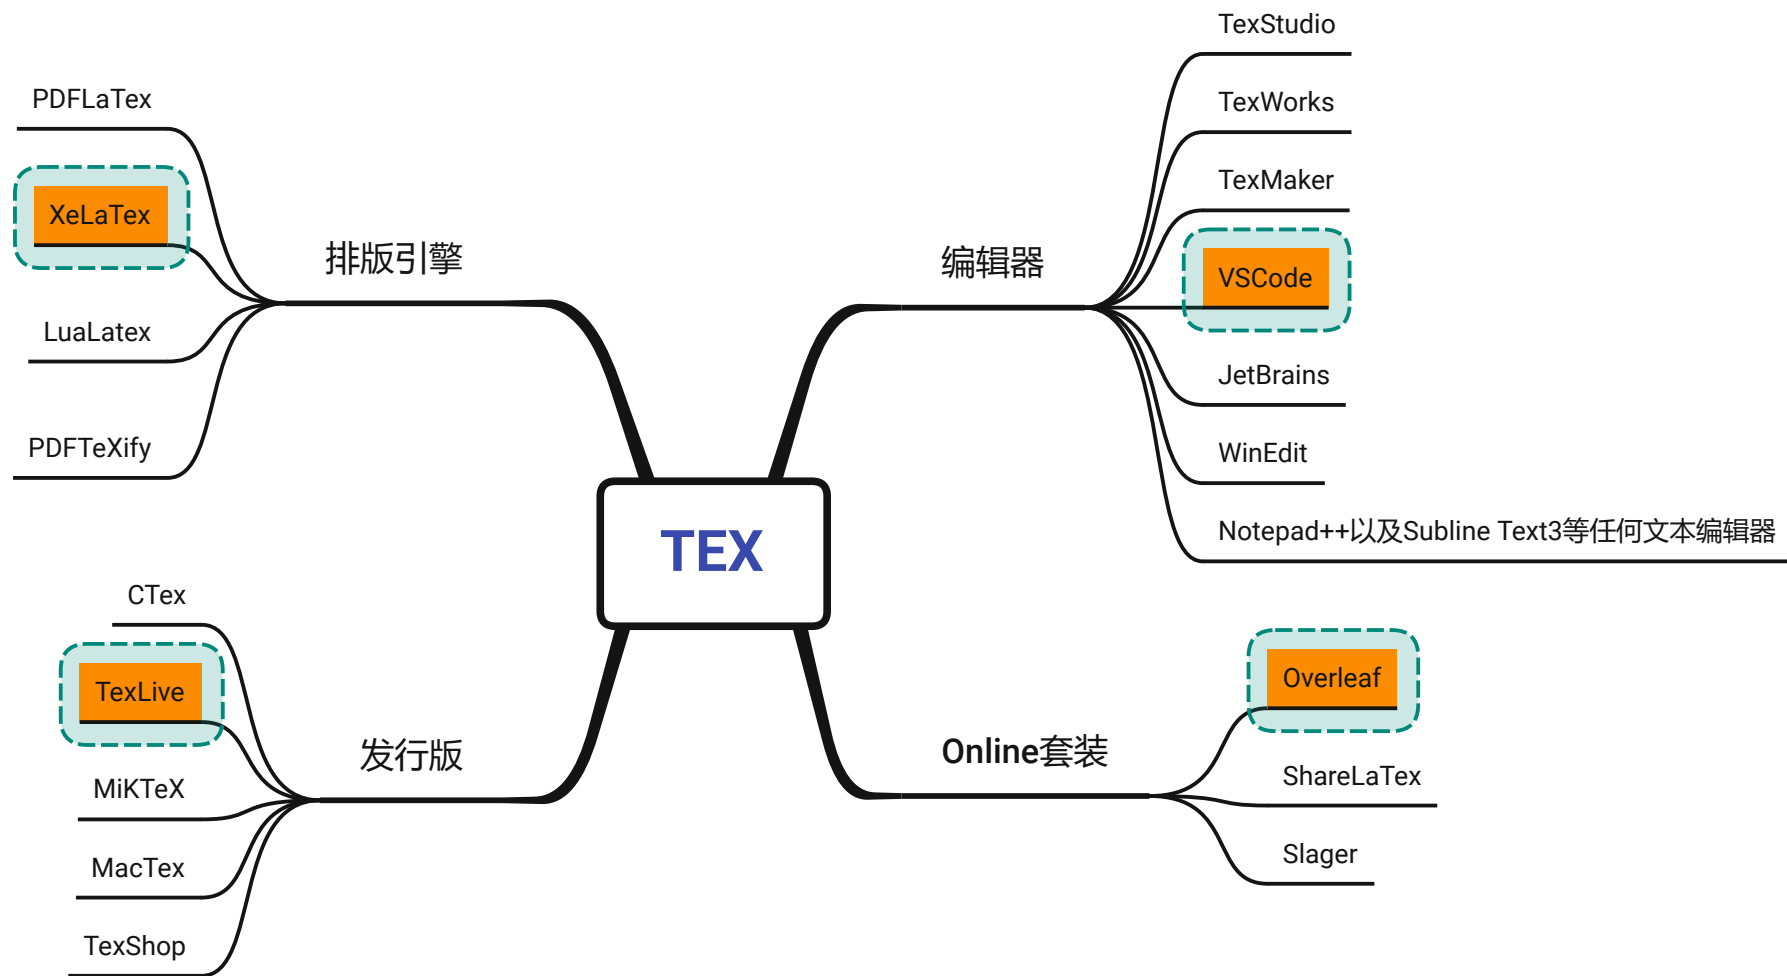 TEX
排版引擎
PDFLaTex
XeLaTex
LuaLatex
PDFTeXify
发行版
CTex
TexLive
MiKTeX
MacTex
TexShop
编辑器
TexStudio
TexWorks
TexMaker
VSCode
JetBrains
WinEdit
Notepad++以及Subline Text3等任何文本编辑器
Online套装
Overleaf
ShareLaTex
Slager